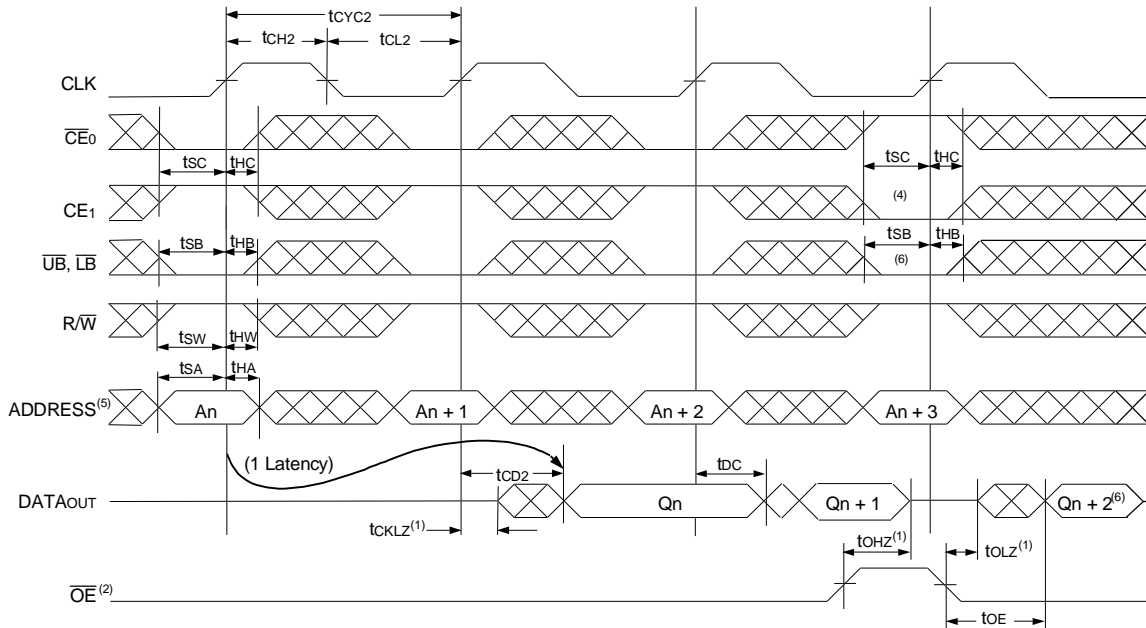 tCYC2
tCH2 tCL2
CLK
CE0
tSC tHC tSC tHC
(4)
CE1
tSB tHB tSB tHB
UB, LB (6)
R/W
tSW tHW
tSA tHA
ADDRESS(5) An An + 1 An + 2 An + 3
(1 Latency) tCD2 tDC
DATAOUT Qn Qn + 1 Qn + 2(6)
tCKLZ(1) tOHZ(1) tOLZ(1)
OE(2)
tOE